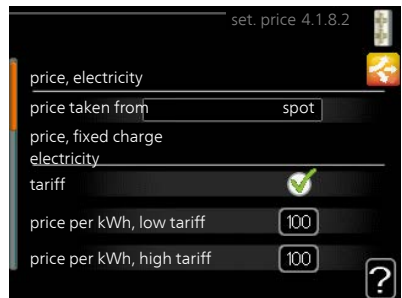 set. price 4.1.8.2
price, electricity
price taken from spot
price, fixed charge
electricity
tariff
price per kWh, low tariff 100
price per kWh, high tariff 100
?